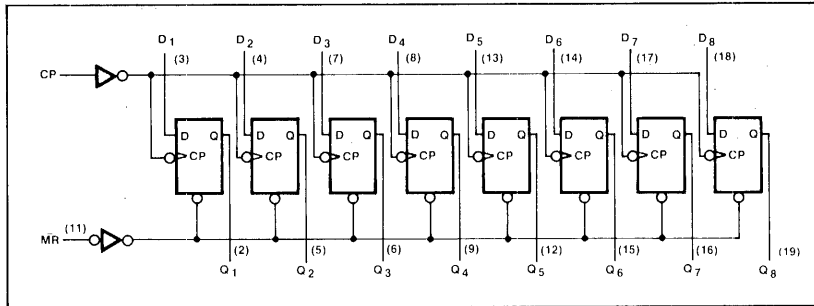 D1 D2 D3 D4 D5 D6 D7 D8
(3) (4) (7) (8) (13) (14) (17) (18)
CP
D Q D Q D Q D Q D Q D Q D Q D Q
CP CP CP CP CP CP CP CP
MR (11)
(2) (5) (6) (9) (12) (15) (16) (19)
Q1 Q2 Q3 Q4 Q5 Q6 Q7 Q8